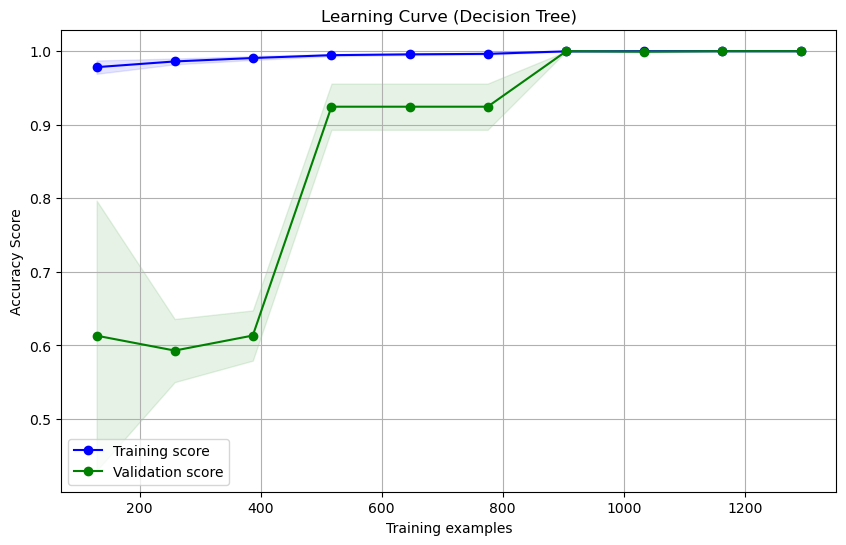 Learning Curve (Decision Tree)
1.0
0.9
0.8
0.7
0.6
0.5
Accuracy Score
Training score
Validation score
200
400
600
800
1000
1200
Training examples